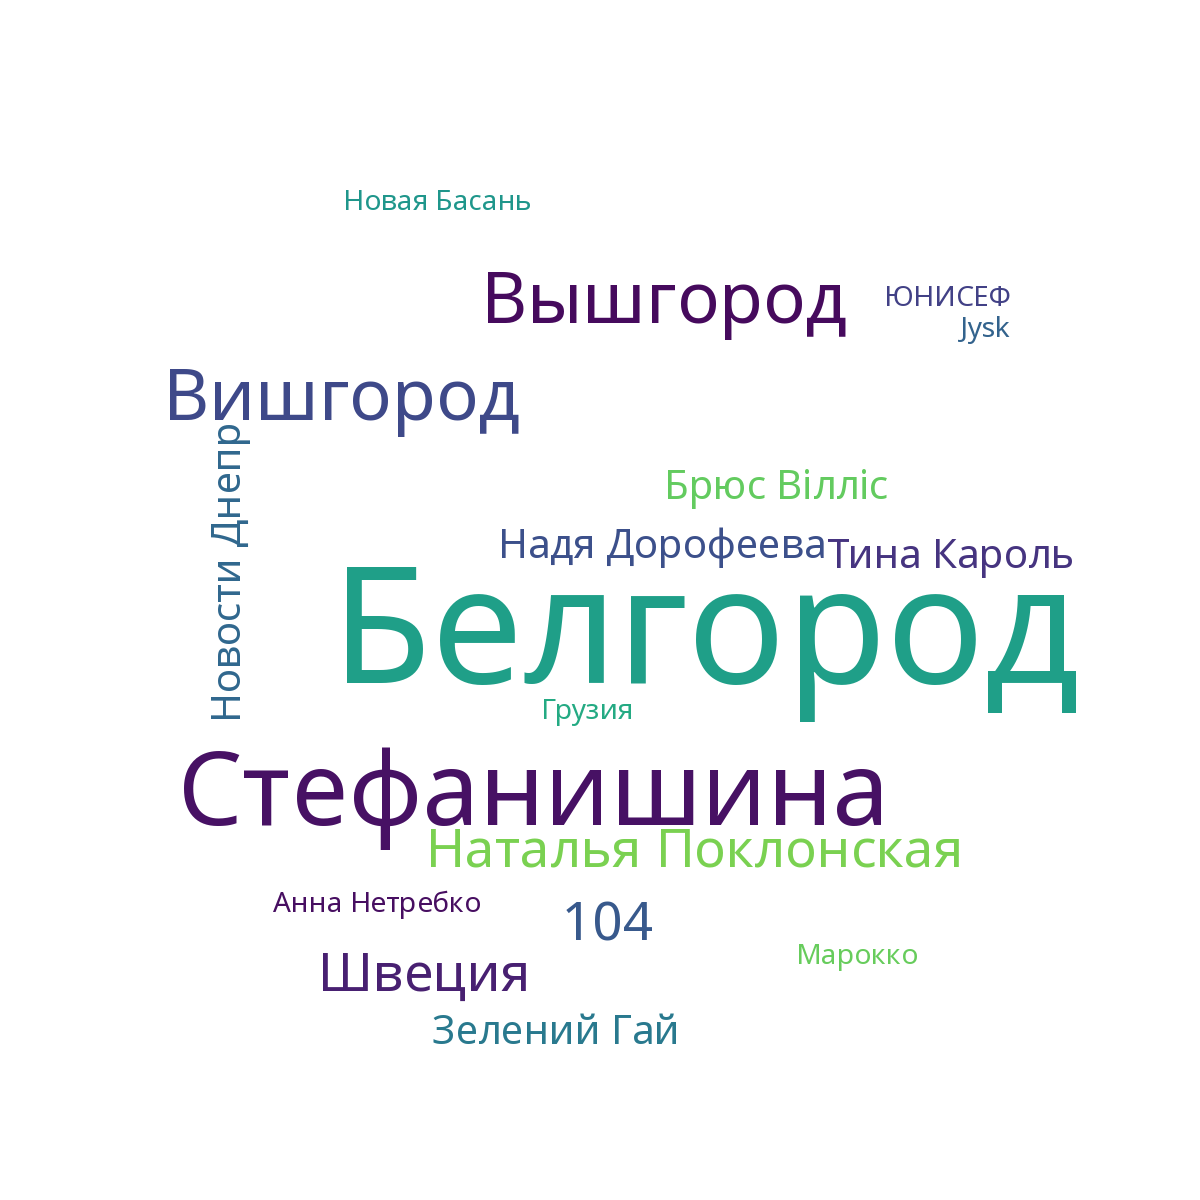 Новая Басань
Вышгород
ЮНИСЕФ
Jysk
Вишгород
Новости Днепр
Брюс Вілліс
Надя Дорофеева
Тина Кароль
Белгород
Грузия
Стефанишина
Наталья Поклонская
Анна Нетребко
104
Марокко
Швеция
Зелений Гай